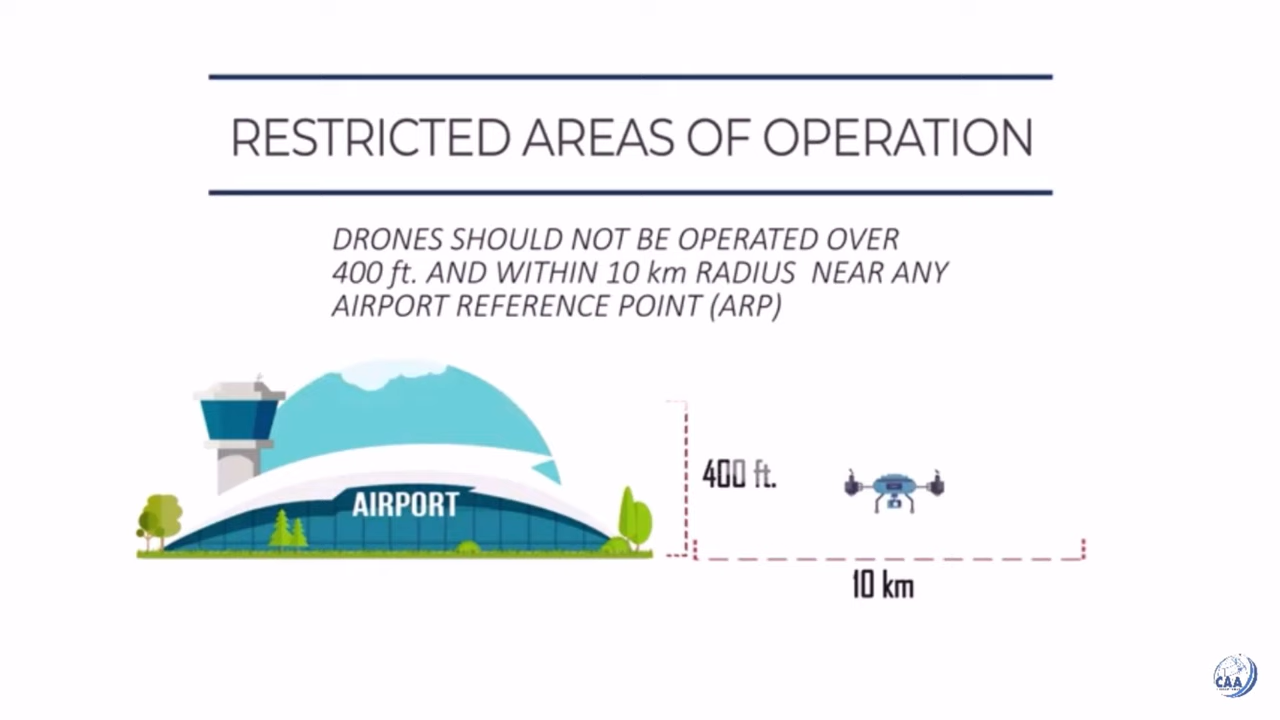 RESTRICTED AREAS OF OPERATION
DRONES SHOULD NOT BE OPERATED OVER
400 ft. AND WITHIN 10 km RADIUS  NEAR ANY
AIRPORT REFERENCE POINT (ARP)
AIRPORT
400 ft.
10 km
CAA